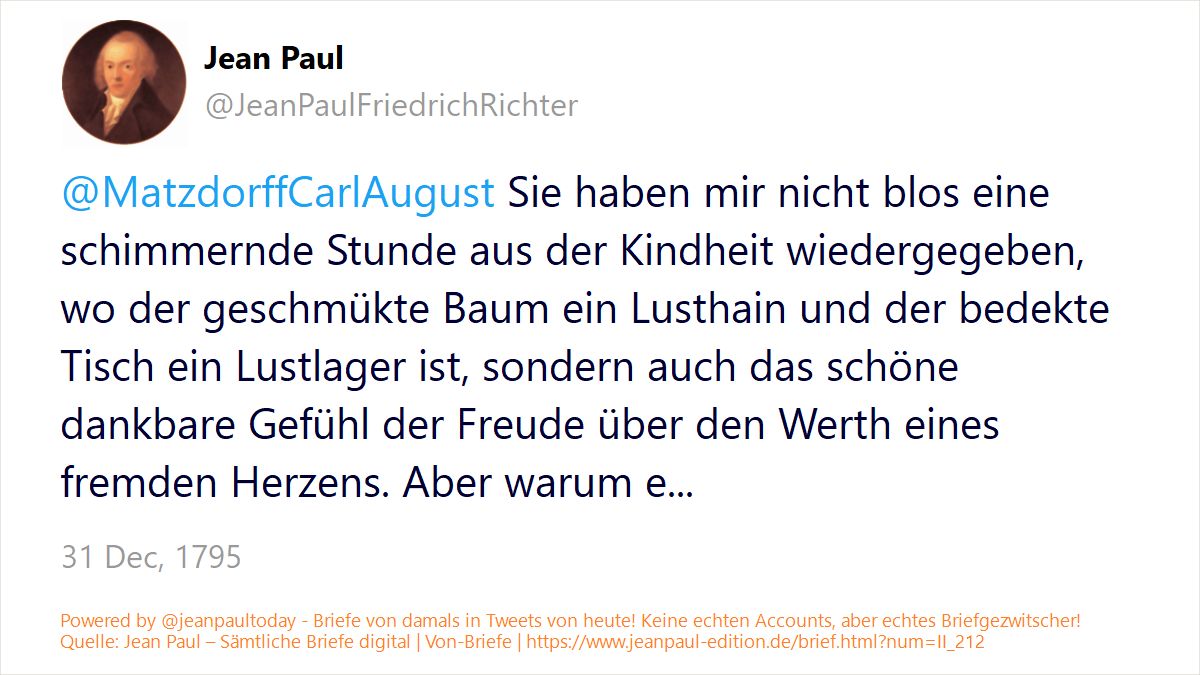 Jean Paul
@JeanPaulFriedrichRichter
@MatzdorffCarlAugust Sie haben mir nicht blos eine
schimmernde Stunde aus der Kindheit wiedergegeben,
wo der geschmükte Baum ein Lusthain und der bedekte
Tisch ein Lustlager ist, sondern auch das schöne
dankbare Gefühl der Freude über den Werth eines
fremden Herzens. Aber warum e...
31 Dec, 1795
Powered by @jeanpaultoday - Briefe von damals in Tweets von heute! Keine echten Accounts, aber echtes Briefgezwitscher!
Quelle: Jean Paul – Sämtliche Briefe digital | Von-Briefe | https://www.jeanpaul-edition.de/brief.html?num=II_212